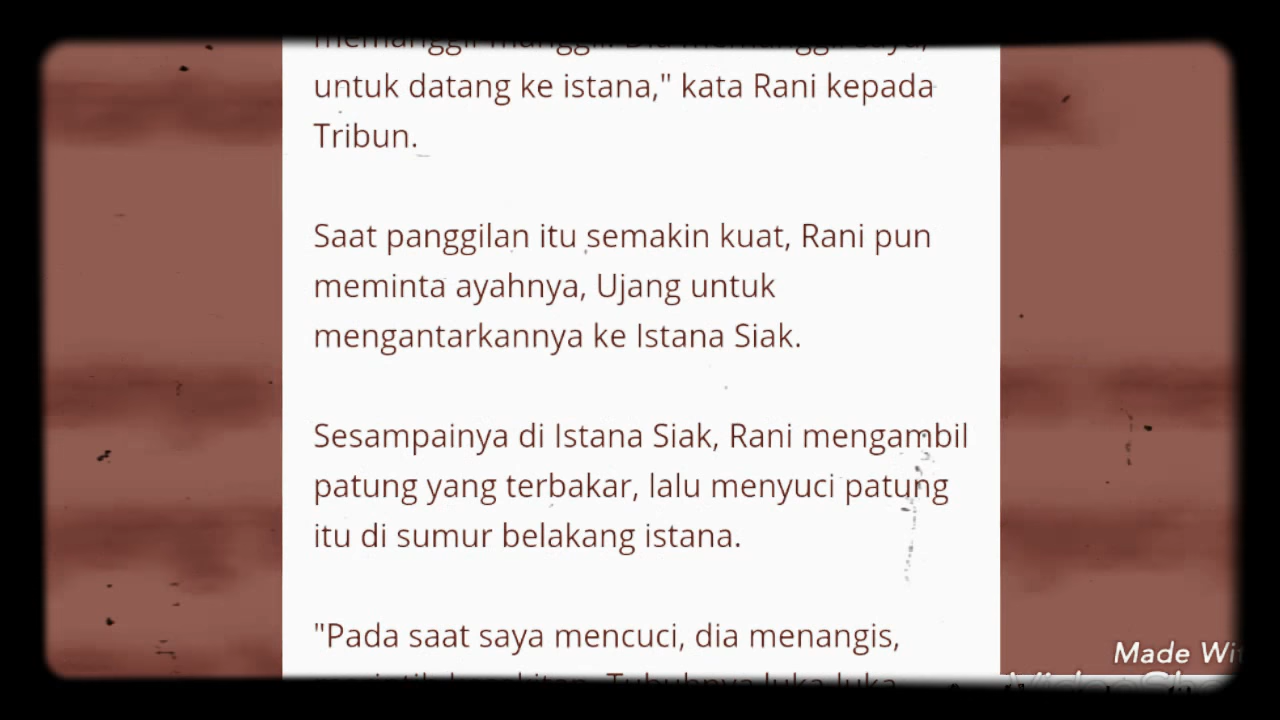 untuk datang ke istana," kata Rani kepada
Tribun.
Saat panggilan itu semakin kuat, Rani pun
meminta ayahnya, Ujang untuk
mengantarkannya ke Istana Siak.
Sesampainya di Istana Siak, Rani mengambil
patung yang terbakar, lalu menyuci patung
itu di sumur belakang istana.
"Pada saat saya mencuci, dia menangis,
Made